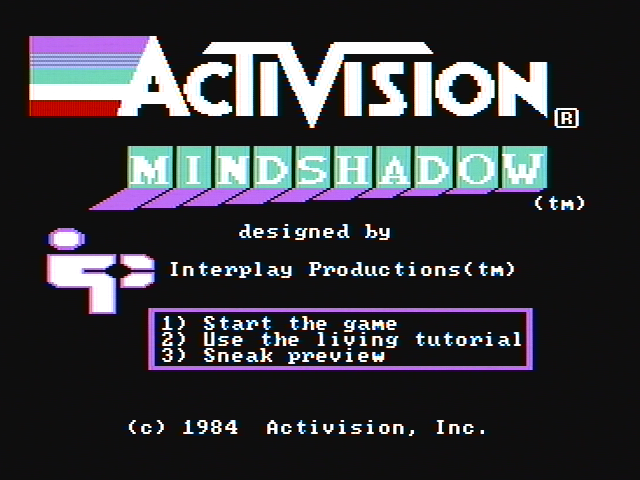 ACTIVISION
®
MINDSHADOW
(tm)
designed by
Interplay Productions(tm)
1) Start the game
2) Use the living tutorial
3) Sneak preview
(c) 1984  Activision, Inc.